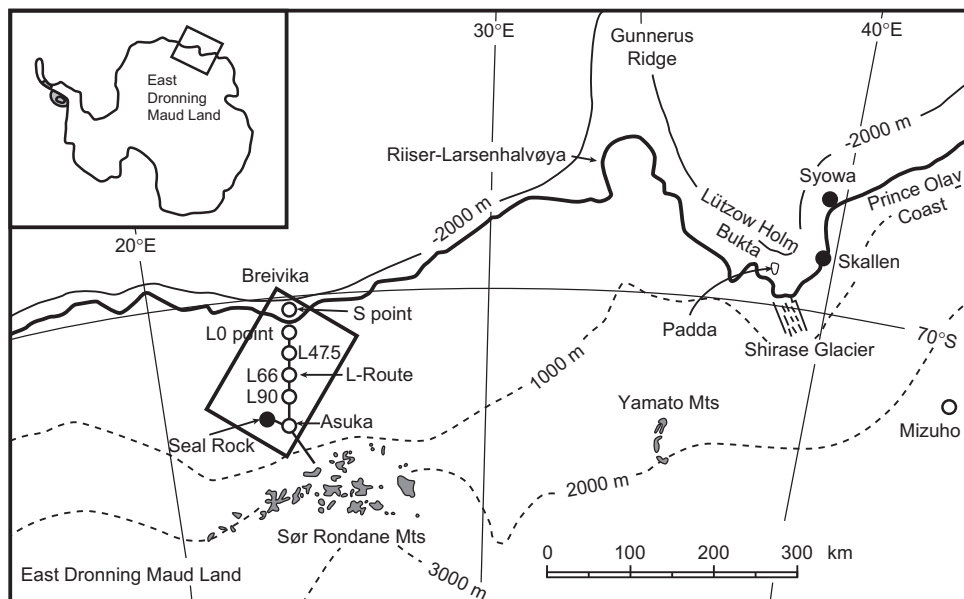 30°E
Gunnerus
Ridge
40°E
East
Dronning
Maud Land
Riiser-Larsenhalvøya
-2000 m
Syowa
Prince Olav
Coast
-2000 m
Lützow Holm
Bukta
20°E
Breivika
Skallen
S point
L0 point
Padda
L47.5
Shirase Glacier
70°S
L66
L-Route
1000 m
L90
Yamato Mts
Asuka
Seal Rock
Mizuho
2000 m
Sør Rondane Mts
0 100 200 300 km
East Dronning Maud Land
3000 m